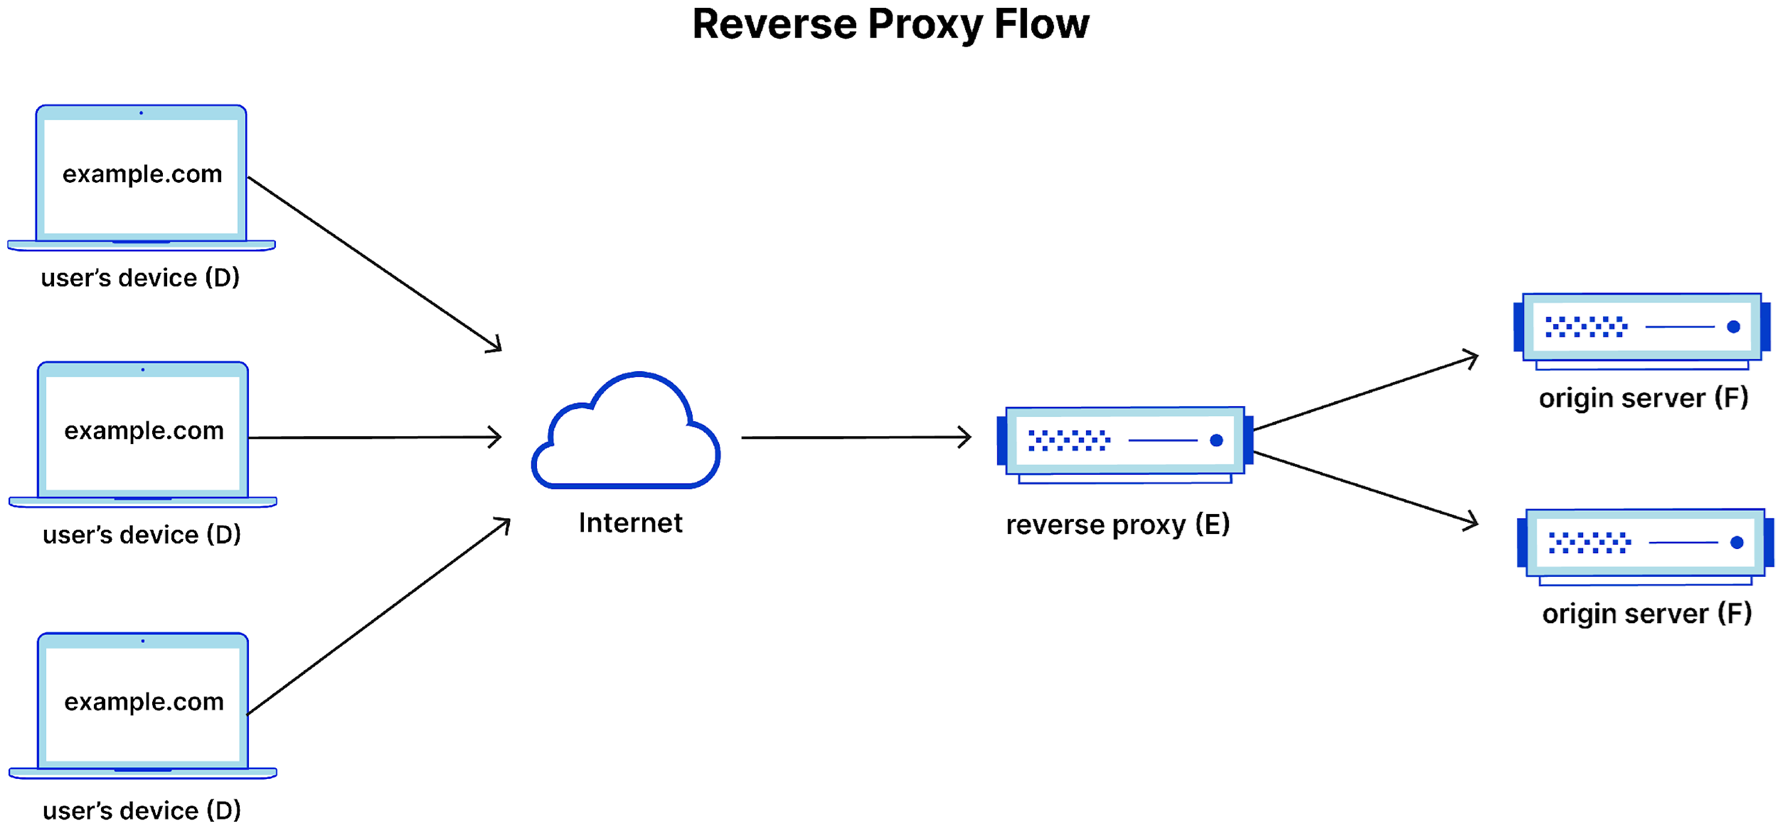 Reverse Proxy Flow
example.com
user’s device (D)
example.com
user’s device (D)
example.com
user’s device (D)
Internet
reverse proxy (E)
origin server (F)
origin server (F)